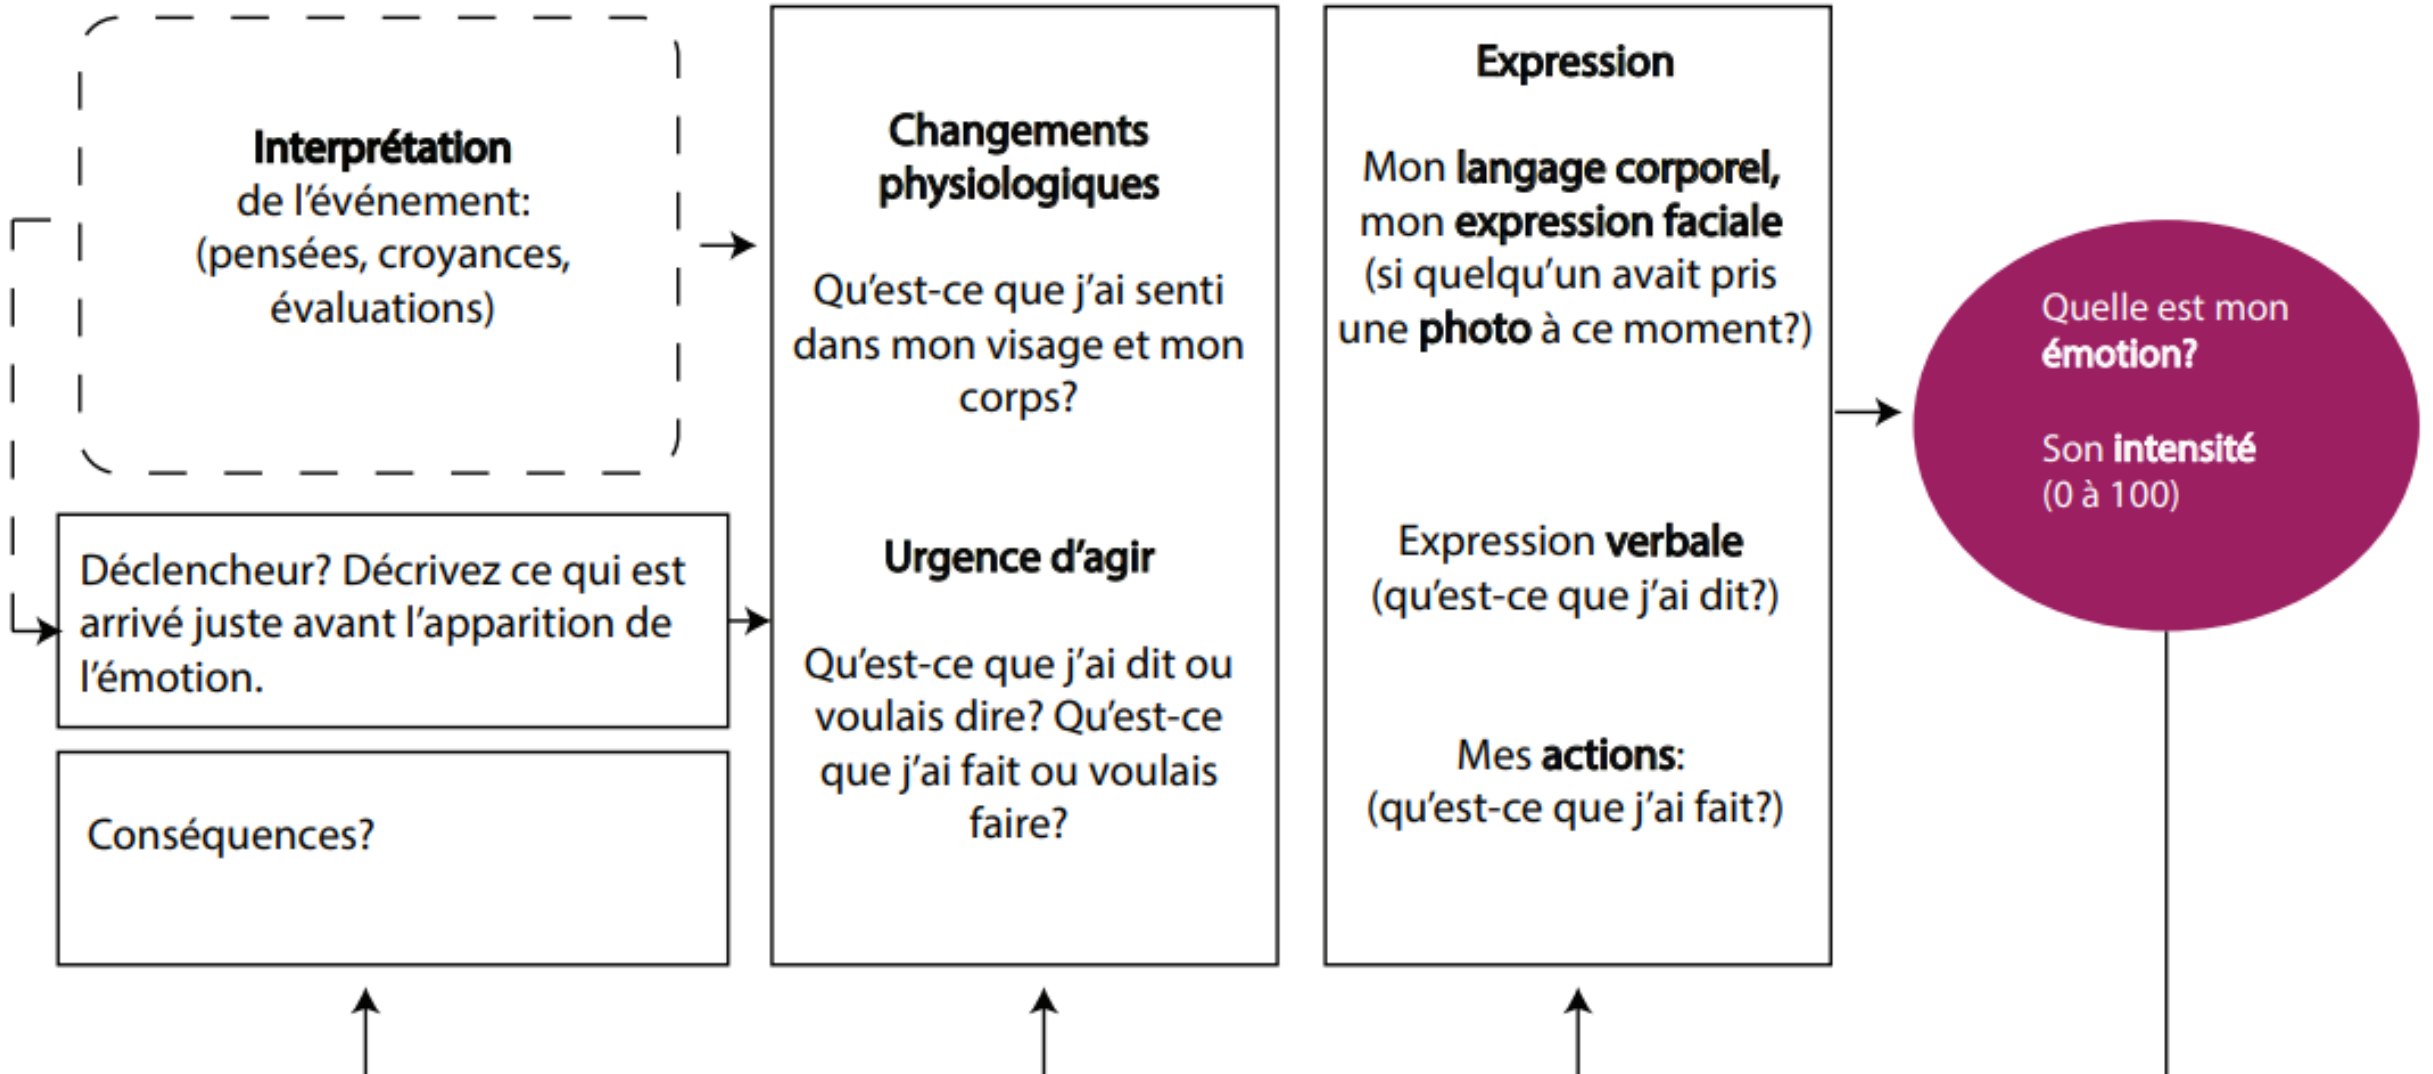 Interprétation
de l’événement:
(pensées, croyances,
évaluations)
Déclencheur? Décrivez ce qui est
arrivé juste avant l’apparition de
l’émotion.
Conséquences?
Changements
physiologiques
Qu’est-ce que j’ai senti
dans mon visage et mon
corps?
Urgence d’agir
Qu’est-ce que j’ai dit ou
voulais dire? Qu’est-ce
que j’ai fait ou voulais
faire?
Expression
Mon langage corporel,
mon expression faciale
(si quelqu’un avait pris
une photo à ce moment?)
Expression verbale
(qu’est-ce que j’ai dit?)
Mes actions:
(qu’est-ce que j’ai fait?)
Quelle est mon
émotion?
Son intensité
(0 à 100)